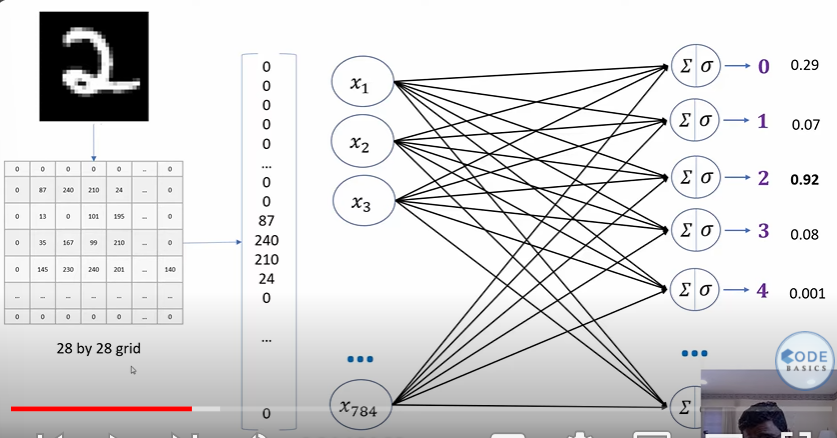 0 0 0 0 0 ... 0
0 87 240 210 24 ... 0
0 13 0 101 195 ... 0
0 35 167 99 210 ... 0
0 145 230 240 201 ... 140
... ... ... ... ... ... ...
0 0 0 0 0 ... 0
28 by 28 grid
0
0
0
0
0
...
0
0
87
240
210
24
0
...
0
x₁
x₂
x₃
...
x₇₈₄
Σ σ 0 0.29
Σ σ 1 0.07
Σ σ 2 0.92
Σ σ 3 0.08
Σ σ 4 0.001
...
Σ
CODE
BASICS